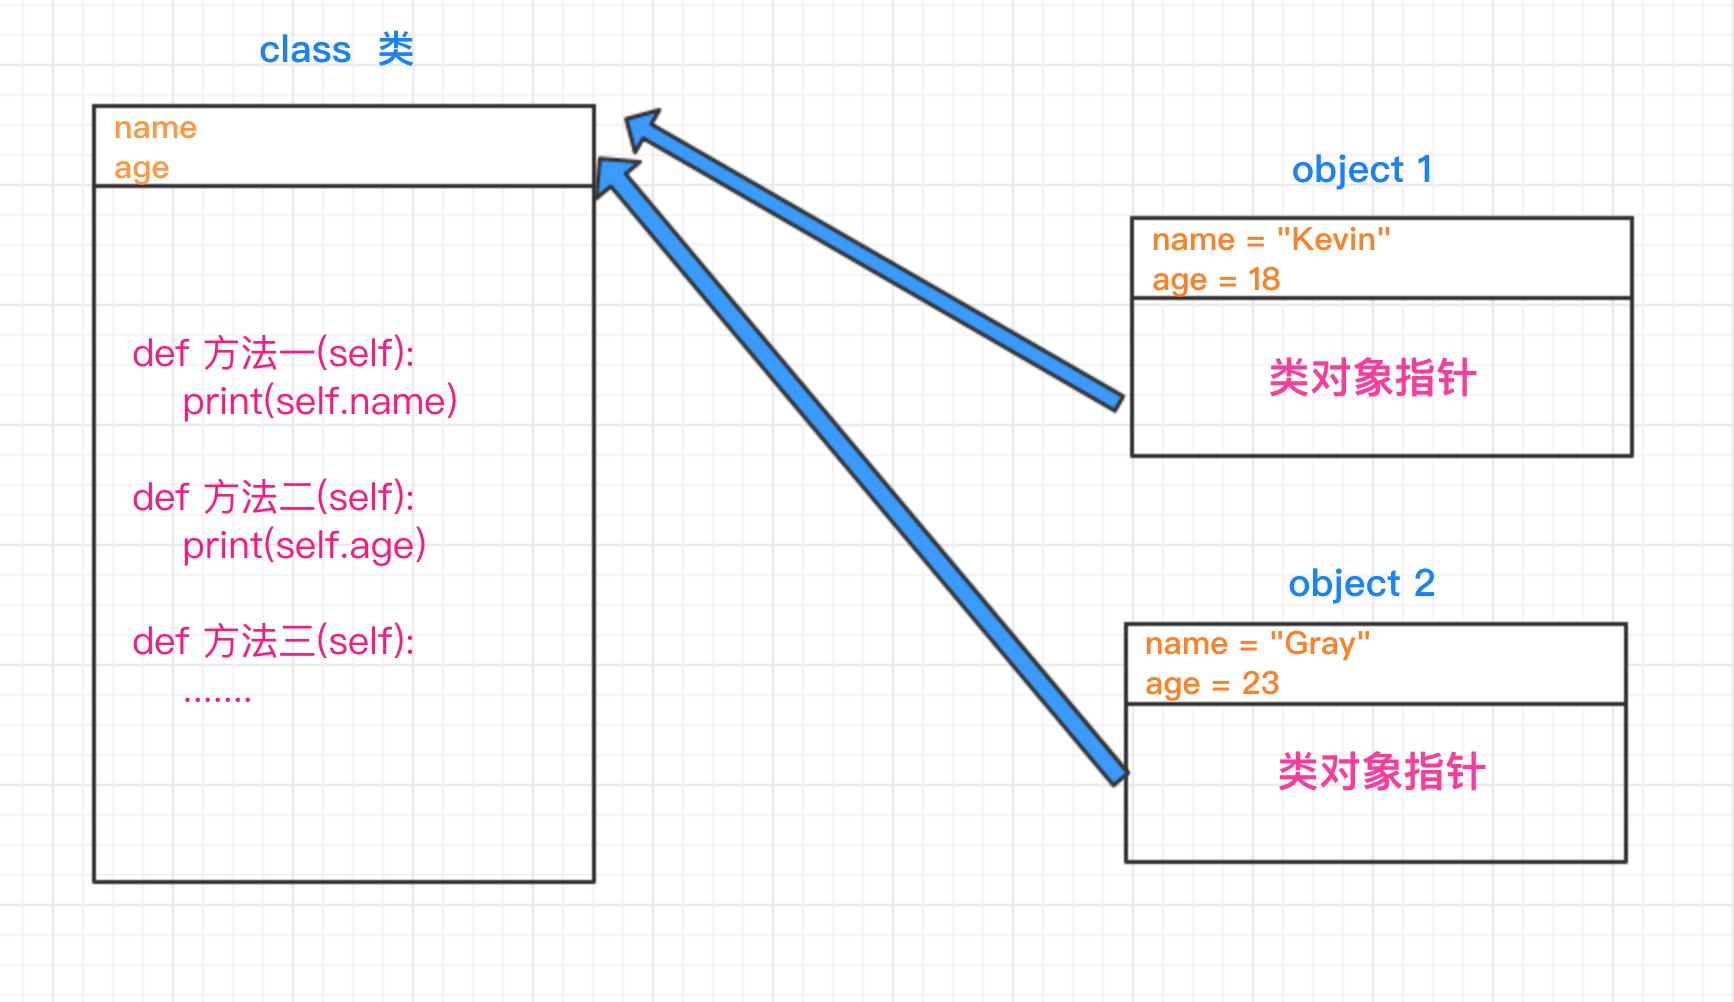 class 类
name
age
def 方法一(self):
print(self.name)
def 方法二(self):
print(self.age)
def 方法三(self):
.......
object 1
name = "Kevin"
age = 18
类对象指针
object 2
name = "Gray"
age = 23
类对象指针